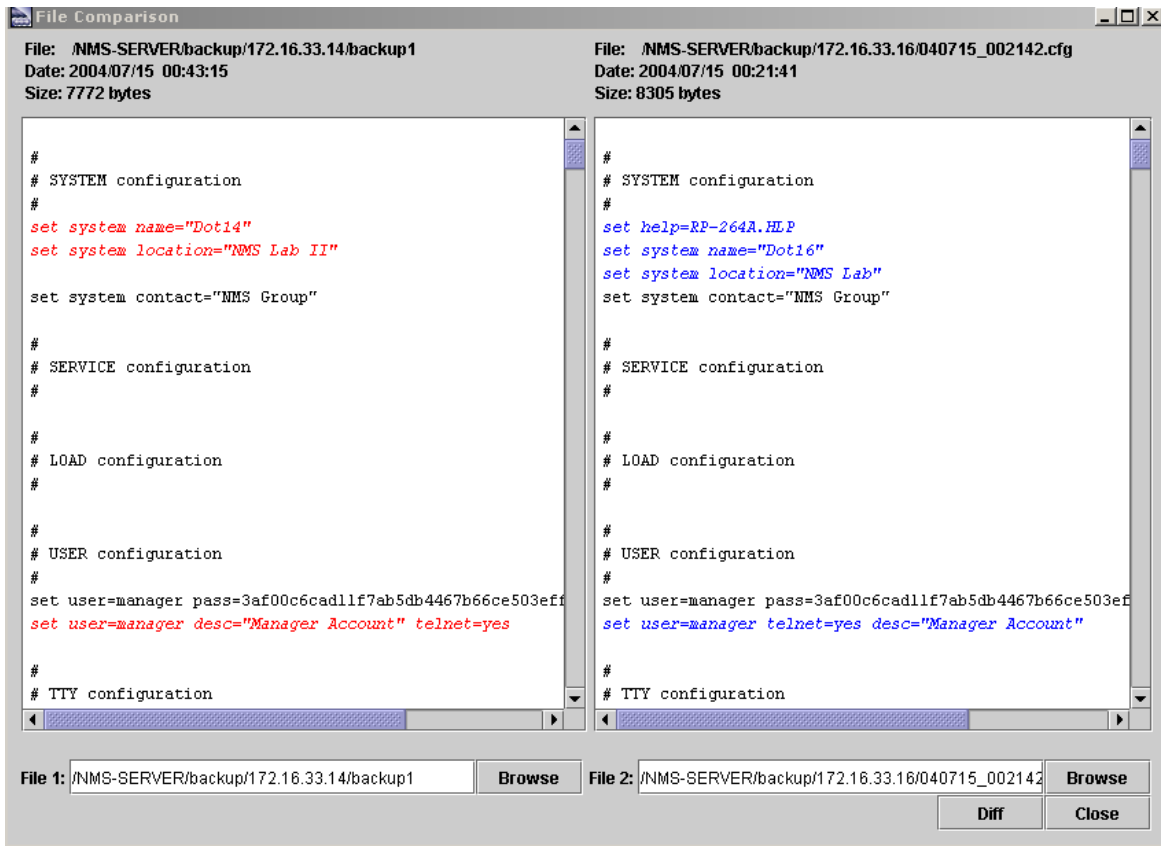 File Comparison
File: /NMS-SERVER/backup/172.16.33.14/backup1
Date: 2004/07/15 00:43:15
Size: 7772 bytes
#
# SYSTEM configuration
#
set system name="Dot14"
set system location="NMS Lab II"
set system contact="NMS Group"
#
# SERVICE configuration
#
#
# LOAD configuration
#
#
# USER configuration
#
set user=manager pass=3af00c6cad11f7ab5db4467b66ce503eff
set user=manager desc="Manager Account" telnet=yes
#
# TTY configuration
File: /NMS-SERVER/backup/172.16.33.16/040715_002142.cfg
Date: 2004/07/15 00:21:41
Size: 8305 bytes
#
# SYSTEM configuration
#
set help=RP-264A.HLP
set system name="Dot16"
set system location="NMS Lab"
set system contact="NMS Group"
#
# SERVICE configuration
#
#
# LOAD configuration
#
#
# USER configuration
#
set user=manager pass=3af00c6cad11f7ab5db4467b66ce503ef
set user=manager telnet=yes desc="Manager Account"
#
# TTY configuration
File 1: /NMS-SERVER/backup/172.16.33.14/backup1 Browse
File 2: /NMS-SERVER/backup/172.16.33.16/040715_002142 Browse
Diff Close